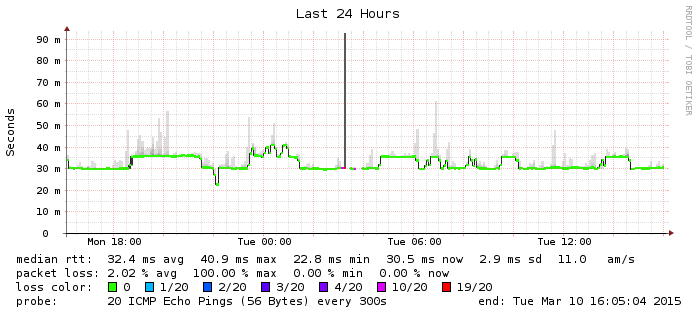 Last 24 Hours
RRDTOOL / TOBI OETIKER
Seconds
90 m
80 m
70 m
60 m
50 m
40 m
30 m
20 m
10 m
0
Mon 18:00 Tue 00:00 Tue 06:00 Tue 12:00
median rtt: 32.4 ms avg 40.9 ms max 22.8 ms min 30.5 ms now 2.9 ms sd 11.0 am/s
packet loss: 2.02 % avg 100.00 % max 0.00 % min 0.00 % now
loss color: 0 1/20 2/20 3/20 4/20 10/20 19/20
probe: 20 ICMP Echo Pings (56 Bytes) every 300s end: Tue Mar 10 16:05:04 2015